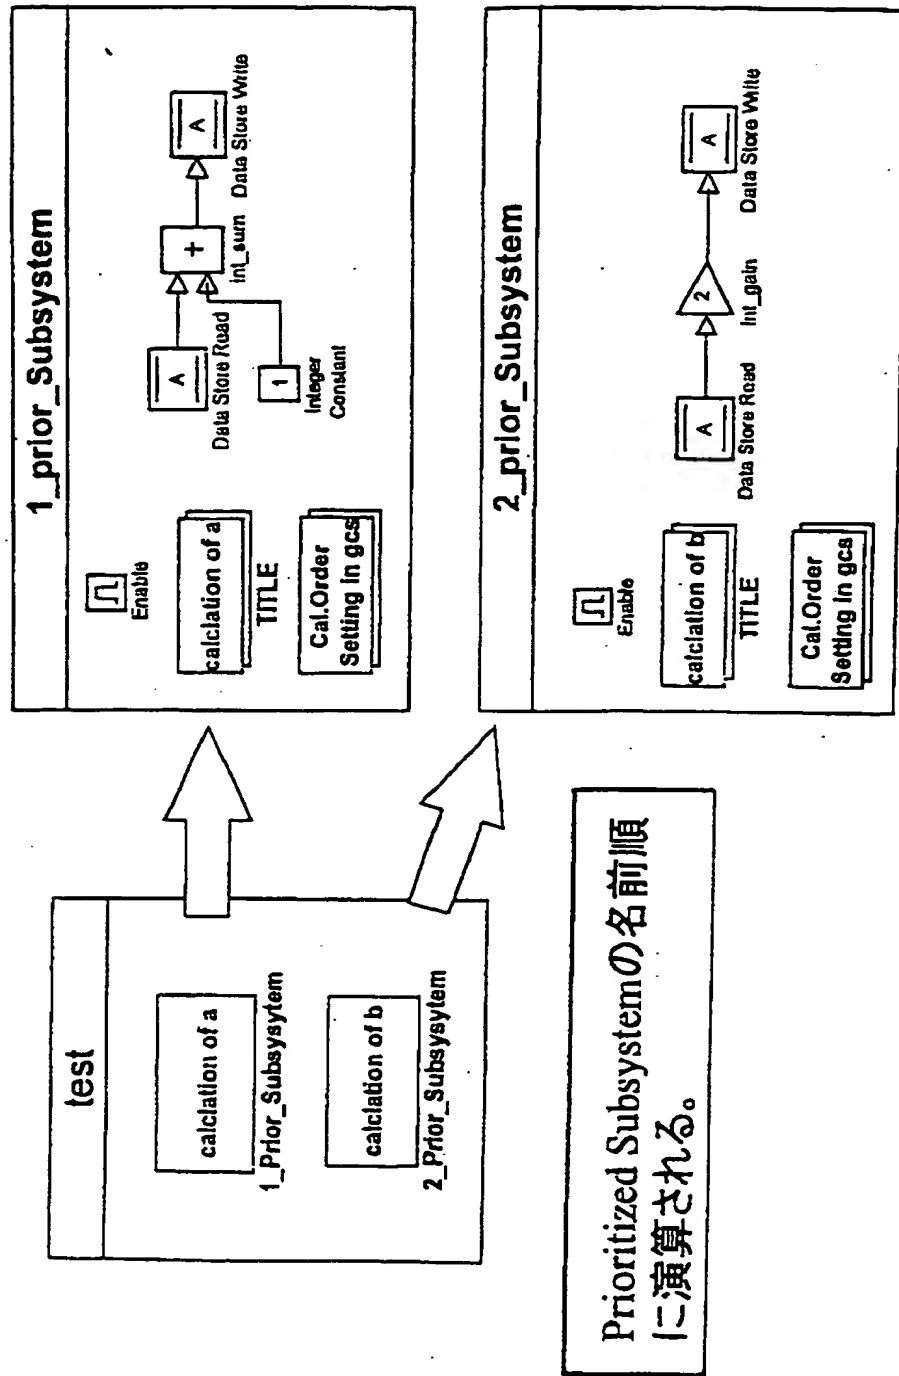 test
calclation of a
1_Prior_Subsysytem
calclation of b
2_Prior_Subsysytem
1_prior_Subsystem
Enable
calclation of a
TITLE
Cal.Order
Setting in gcs
A
Data Store Road
1
Integer
Constant
+
Int_sum
A
Data Store Write
2_prior_Subsystem
Enable
calclation of b
TITLE
Cal.Order
Setting in gcs
A
Data Store Road
2
Int_gain
A
Data Store Write
Prioritized Subsystemの名前順
に演算される。